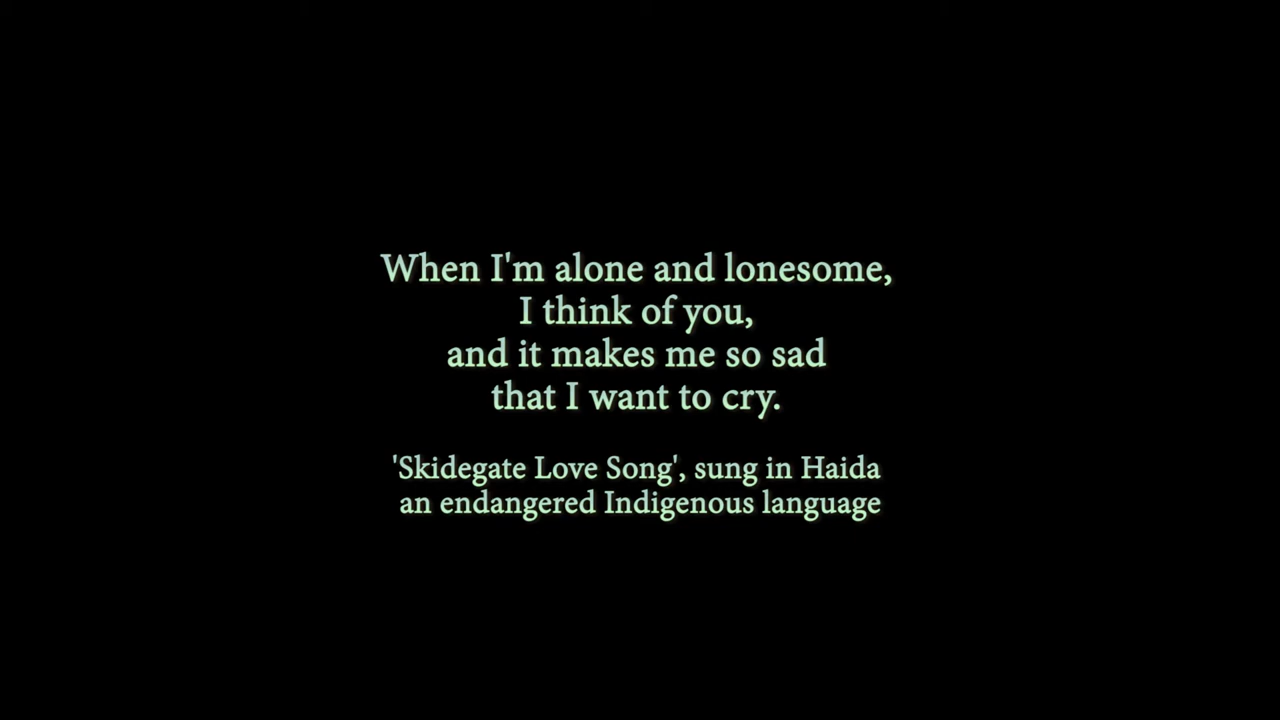 When I'm alone and lonesome,
I think of you,
and it makes me so sad
that I want to cry.
'Skidegate Love Song', sung in Haida
an endangered Indigenous language